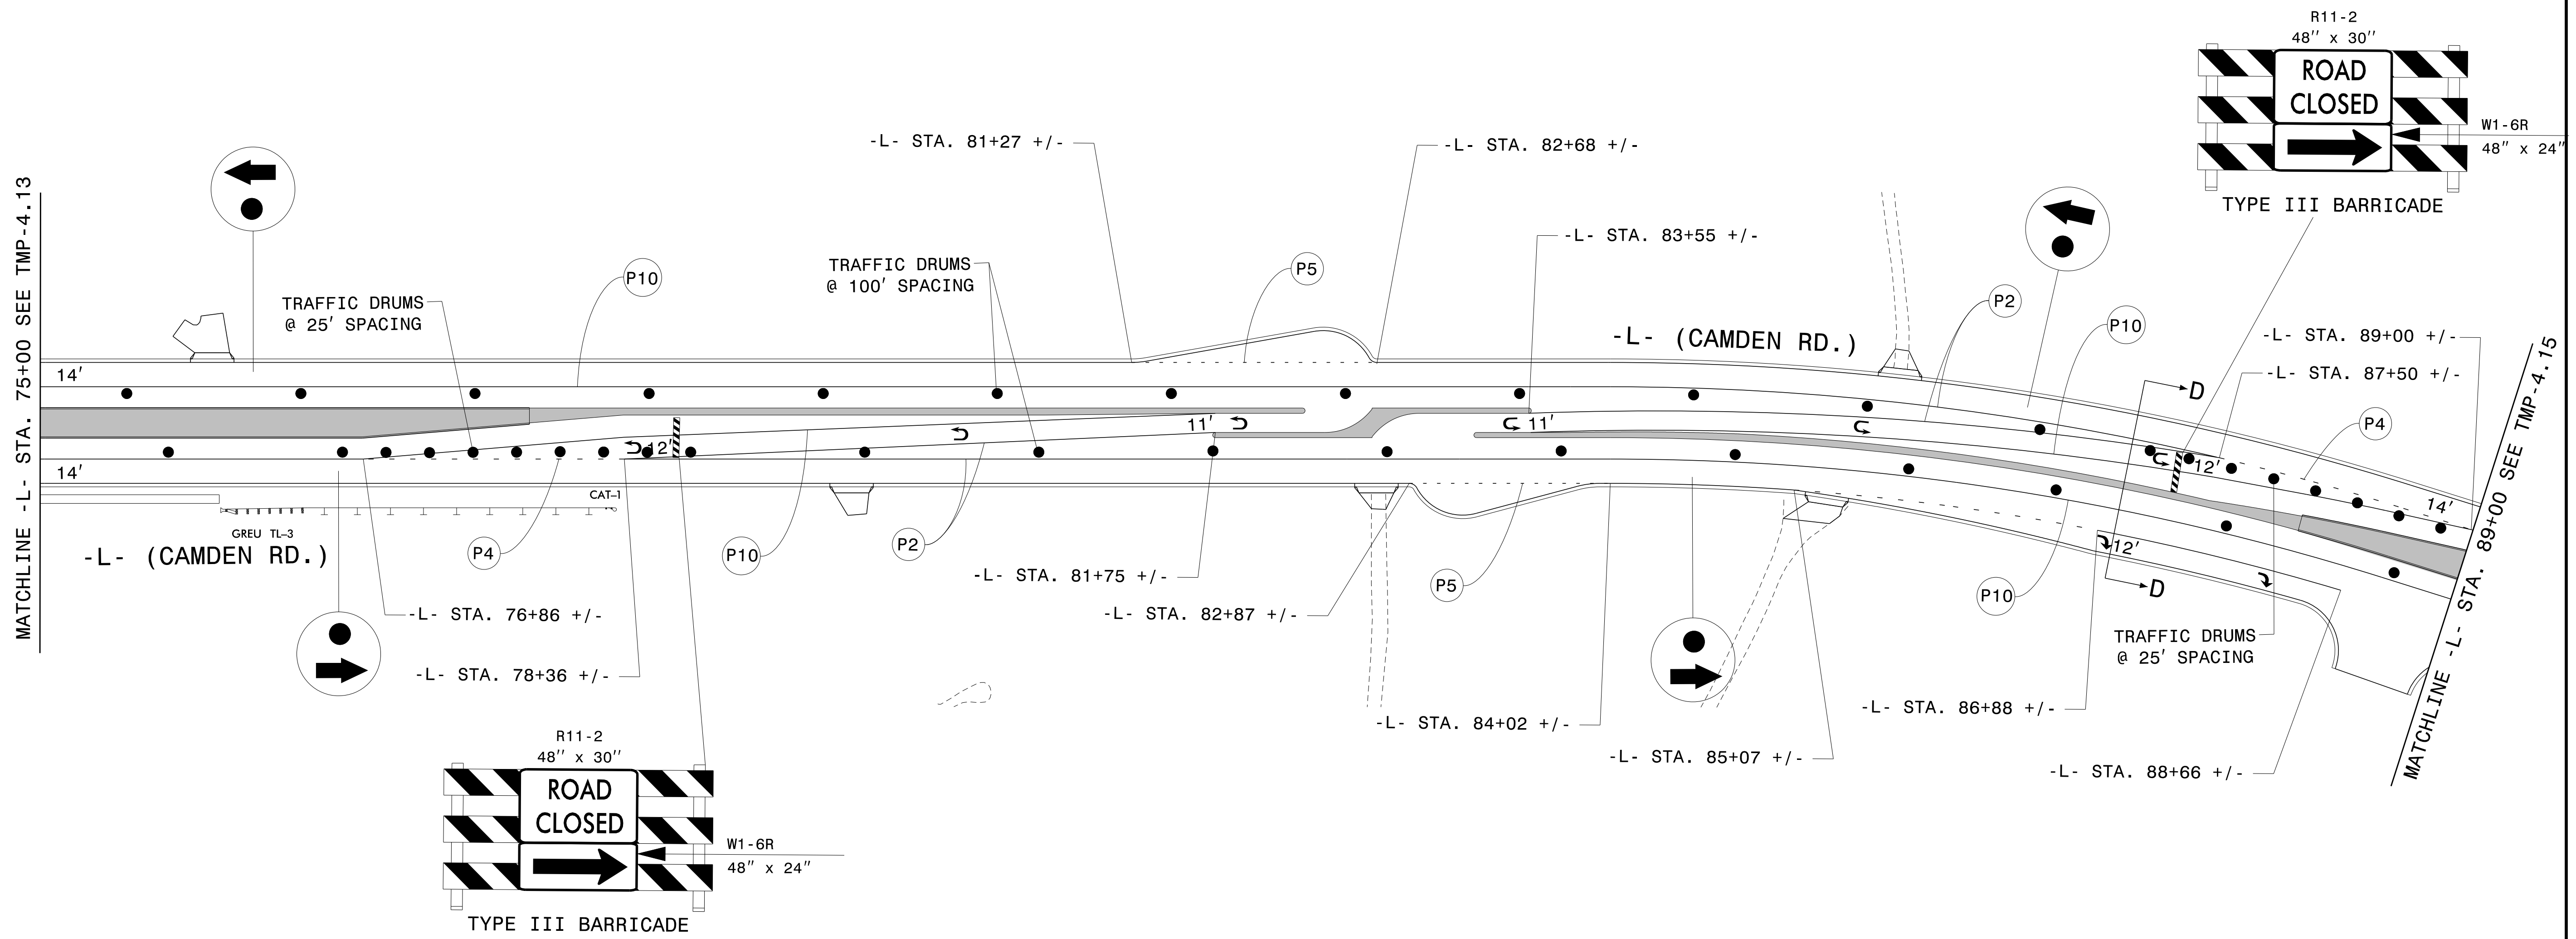 R11-2
48'' x 30''
ROAD
CLOSED
W1-6R
48" x 24"
TYPE III BARRICADE
-L- STA. 81+27 +/-
-L- STA. 82+68 +/-
MATCHLINE -L- STA. 75+00 SEE TMP-4.13
TRAFFIC DRUMS
@ 25' SPACING
P10
TRAFFIC DRUMS
@ 100' SPACING
P5
-L- STA. 83+55 +/-
-L- (CAMDEN RD.)
P2
P10
-L- STA. 89+00 +/-
-L- STA. 87+50 +/-
D
P4
MATCHLINE -L- STA. 89+00 SEE TMP-4.15
14'
14'
12'
11'
11'
12'
14'
12'
D
CAT-1
GREU TL-3
-L- (CAMDEN RD.)
P4
P10
P2
-L- STA. 81+75 +/-
-L- STA. 82+87 +/-
P5
P10
TRAFFIC DRUMS
@ 25' SPACING
-L- STA. 76+86 +/-
-L- STA. 78+36 +/-
-L- STA. 84+02 +/-
-L- STA. 85+07 +/-
-L- STA. 86+88 +/-
-L- STA. 88+66 +/-
R11-2
48'' x 30''
ROAD
CLOSED
W1-6R
48" x 24"
TYPE III BARRICADE